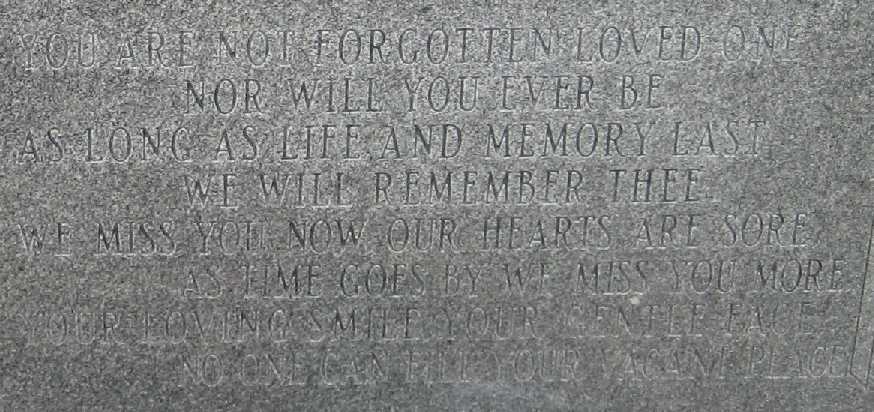 YOU ARE NOT FORGOTTEN LOVED ONE
NOR WILL YOU EVER BE
AS LONG AS LIFE AND MEMORY LAST
WE WILL REMEMBER THEE
WE MISS YOU NOW OUR HEARTS ARE SORE
AS TIME GOES BY WE MISS YOU MORE
YOUR LOVING SMILE YOUR GENTLE FACE
NO ONE CAN FILL YOUR VACANT PLACE